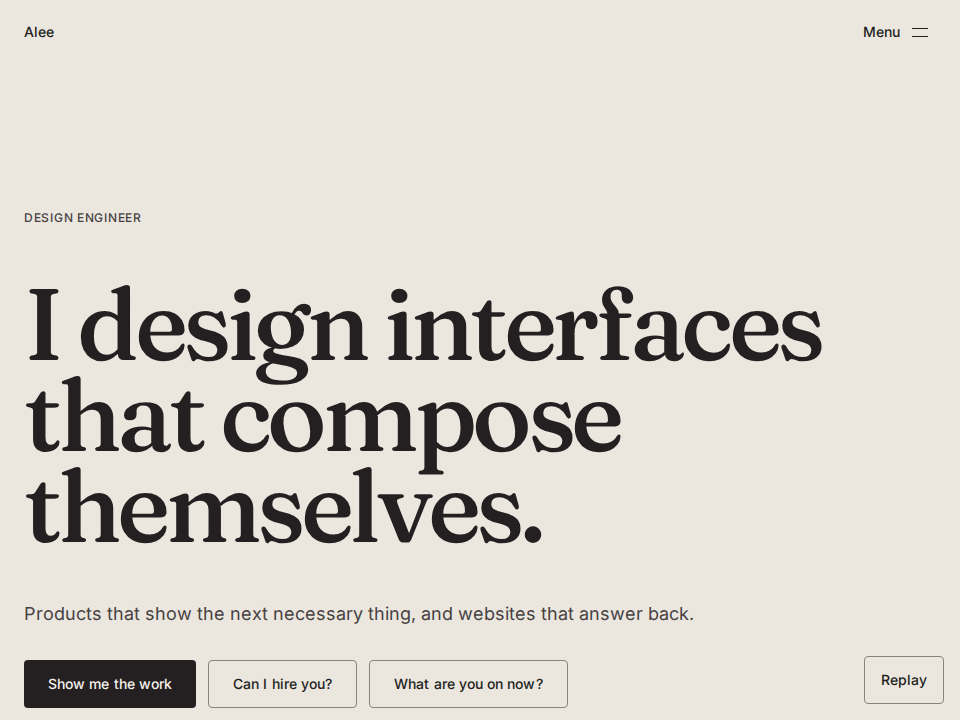 Alee
Menu
DESIGN ENGINEER
I design interfaces
that compose
themselves.
Products that show the next necessary thing, and websites that answer back.
Show me the work
Can I hire you?
What are you on now?
Replay